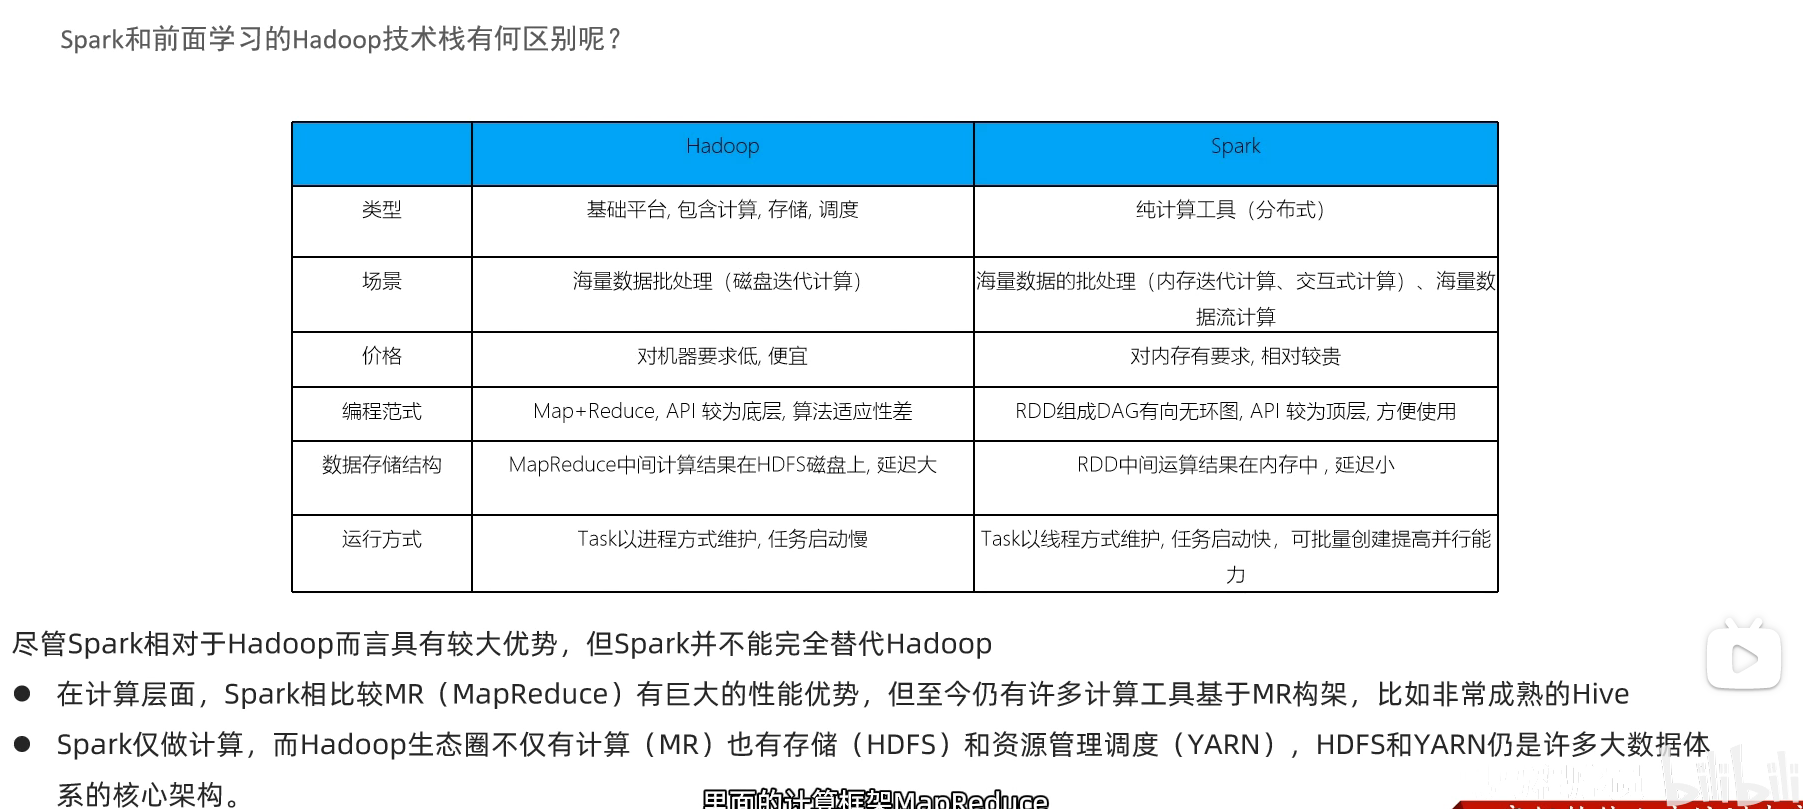 Spark和前面学习的Hadoop技术栈有何区别呢？
Hadoop
Spark
类型
基础平台, 包含计算, 存储, 调度
纯计算工具（分布式）
场景
海量数据批处理（磁盘迭代计算）
海量数据的批处理（内存迭代计算、交互式计算）、海量数
据流计算
价格
对机器要求低, 便宜
对内存有要求, 相对较贵
编程范式
Map+Reduce, API 较为底层, 算法适应性差
RDD组成DAG有向无环图, API 较为顶层, 方便使用
数据存储结构
MapReduce中间计算结果在HDFS磁盘上, 延迟大
RDD中间运算结果在内存中 , 延迟小
运行方式
Task以进程方式维护, 任务启动慢
Task以线程方式维护, 任务启动快，可批量创建提高并行能
力
尽管Spark相对于Hadoop而言具有较大优势，但Spark并不能完全替代Hadoop
● 在计算层面，Spark相比较MR（MapReduce）有巨大的性能优势，但至今仍有许多计算工具基于MR构架，比如非常成熟的Hive
● Spark仅做计算，而Hadoop生态圈不仅有计算（MR）也有存储（HDFS）和资源管理调度（YARN），HDFS和YARN仍是许多大数据体
系的核心架构。
里面的计算框架MapReduce
bilibili